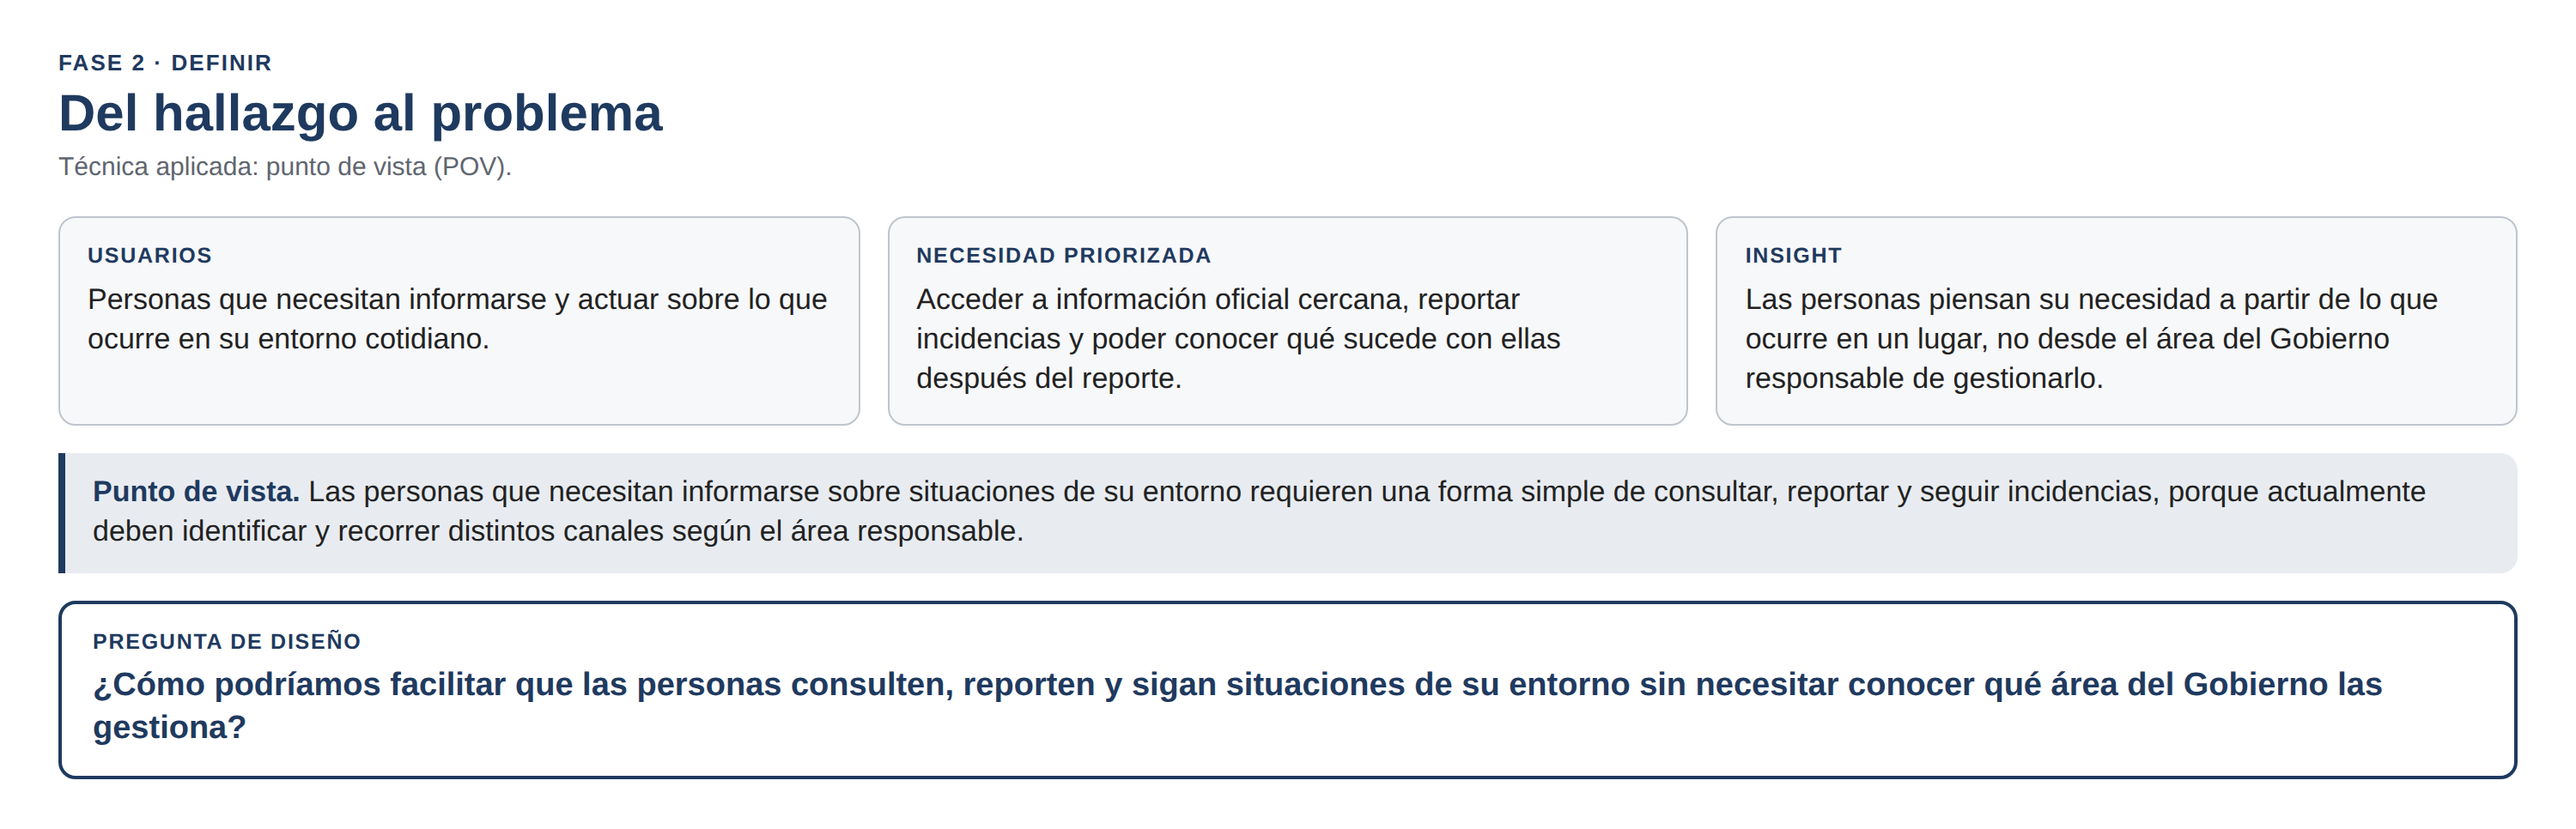 FASE 2 · DEFINIR
Del hallazgo al problema
Técnica aplicada: punto de vista (POV).
USUARIOS
Personas que necesitan informarse y actuar sobre lo que
ocurre en su entorno cotidiano.
NECESIDAD PRIORIZADA
Acceder a información oficial cercana, reportar
incidencias y poder conocer qué sucede con ellas
después del reporte.
INSIGHT
Las personas piensan su necesidad a partir de lo que
ocurre en un lugar, no desde el área del Gobierno
responsable de gestionarlo.
Punto de vista. Las personas que necesitan informarse sobre situaciones de su entorno requieren una forma simple de consultar, reportar y seguir incidencias, porque actualmente
deben identificar y recorrer distintos canales según el área responsable.
PREGUNTA DE DISEÑO
¿Cómo podríamos facilitar que las personas consulten, reporten y sigan situaciones de su entorno sin necesitar conocer qué área del Gobierno las
gestiona?